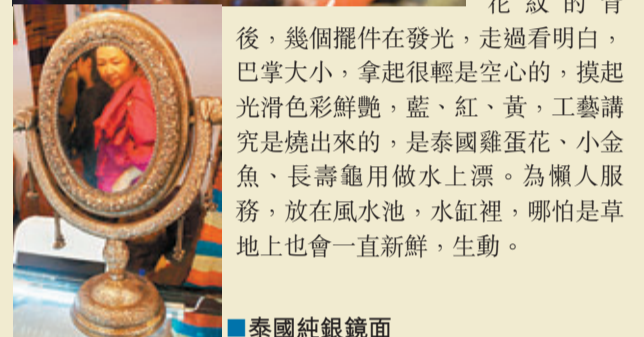 花紋的背
後，幾個擺件在發光，走過看明白，
巴掌大小，拿起很輕是空心的，摸起
光滑色彩鮮艷，藍、紅、黃，工藝講
究是燒出來的，是泰國雞蛋花、小金
魚、長壽龜用做水上漂。為懶人服
務，放在風水池，水缸裡，哪怕是草
地上也會一直新鮮，生動。
■泰國純銀鏡面